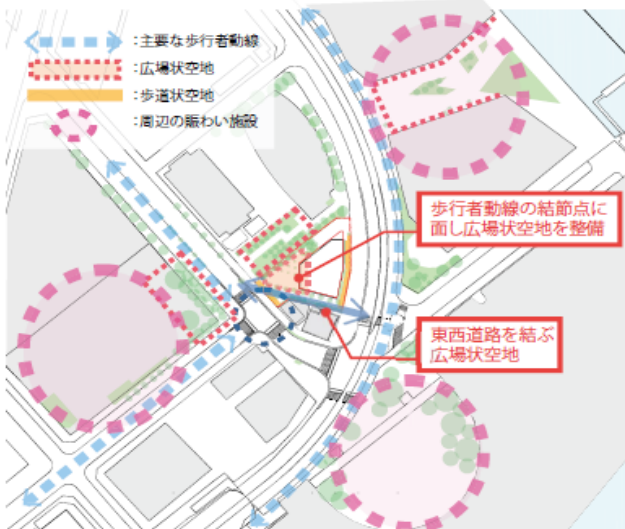 :主要な歩行者動線
:広場状空地
:歩道状空地
:周辺の賑わい施設
歩行者動線の結節点に
面し広場状空地を整備
東西道路を結ぶ
広場状空地